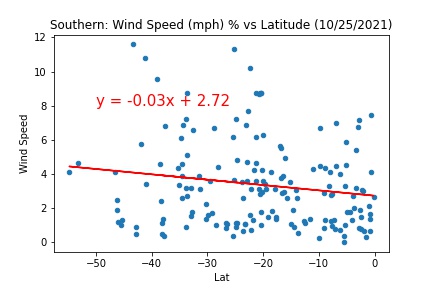 Southern: Wind Speed (mph) % vs Latitude (10/25/2021)
12
10
y = -0.03x + 2.72
8
6
4
2
0
Wind Speed
−50 −40 −30 −20 −10 0
Lat